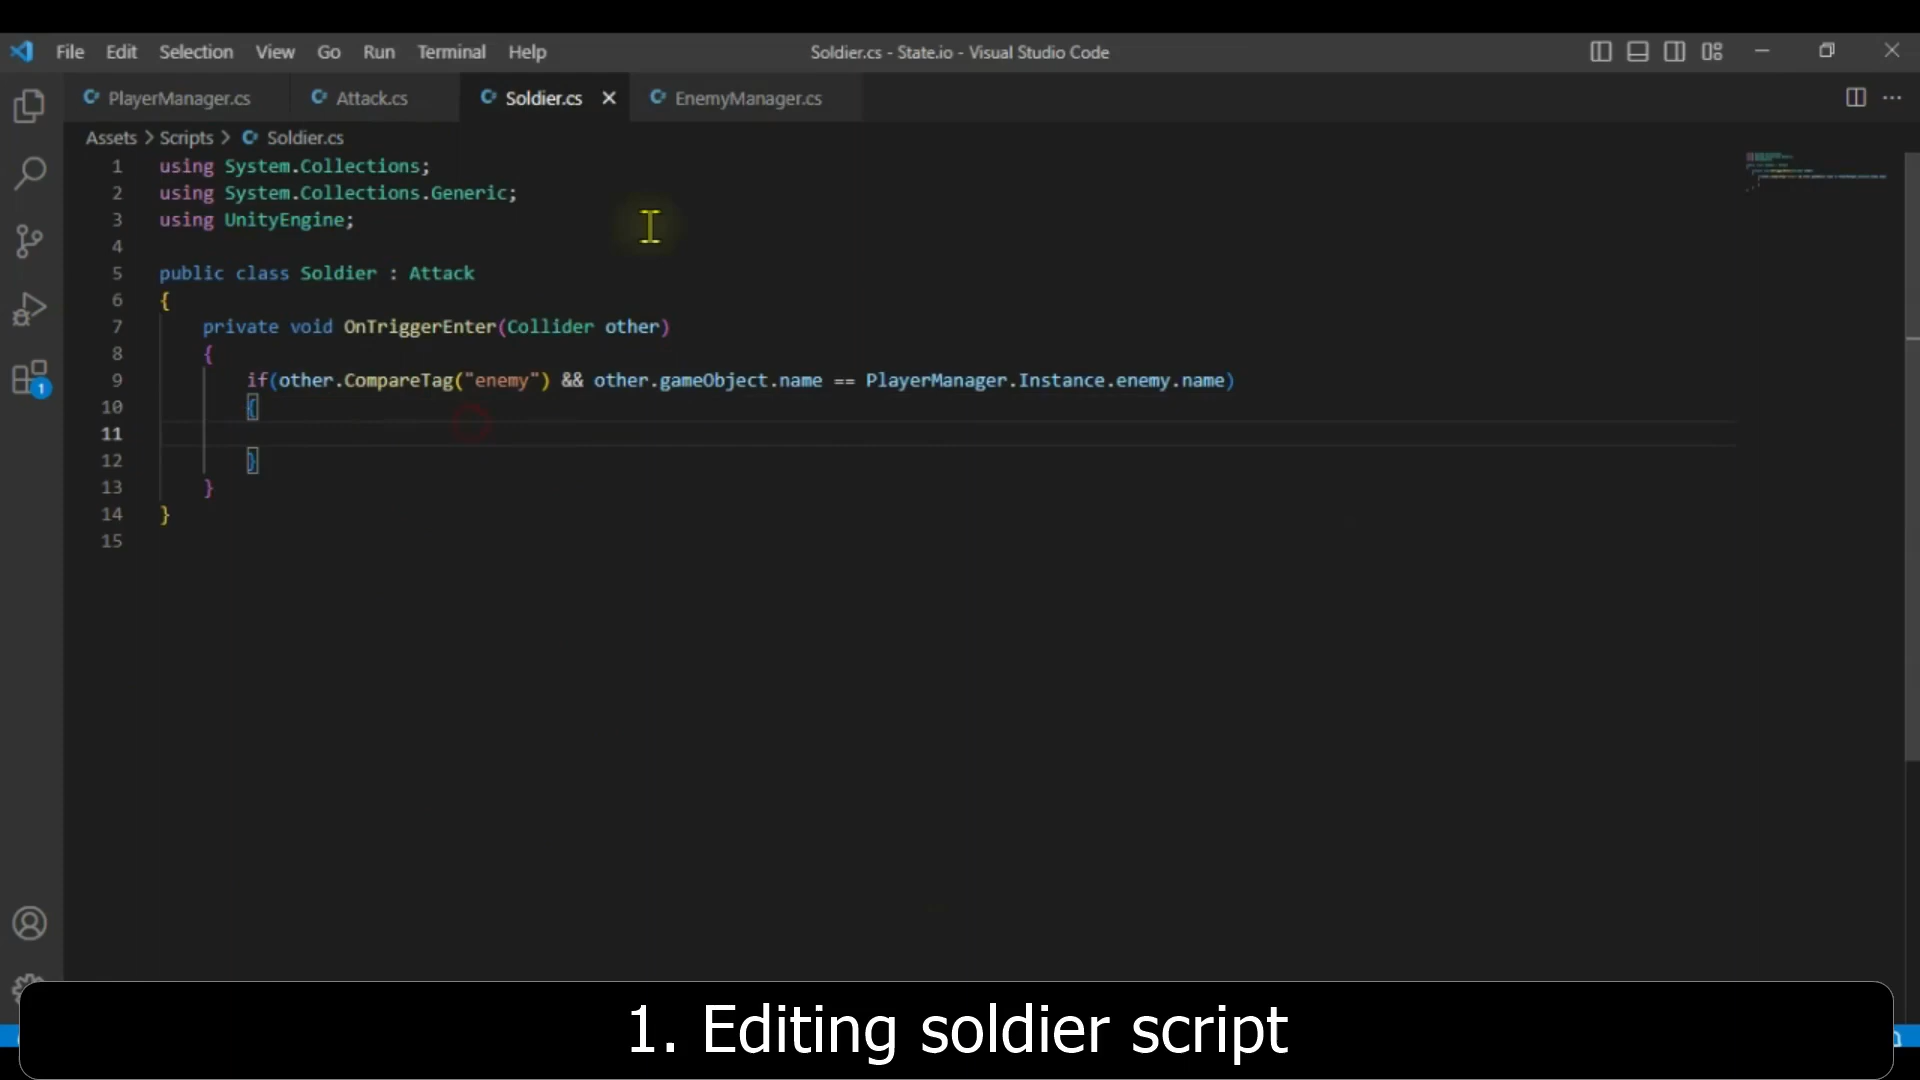 File Edit Selection View Go Run Terminal Help Soldier.cs - State.io - Visual Studio Code
PlayerManager.cs Attack.cs Soldier.cs EnemyManager.cs
Assets > Scripts > Soldier.cs
1 using System.Collections;
2 using System.Collections.Generic;
3 using UnityEngine;
4
5 public class Soldier : Attack
6 {
7 private void OnTriggerEnter(Collider other)
8 {
9 if(other.CompareTag("enemy") && other.gameObject.name == PlayerManager.Instance.enemy.name)
10 {
11
12 }
13 }
14 }
15
1
1. Editing soldier script